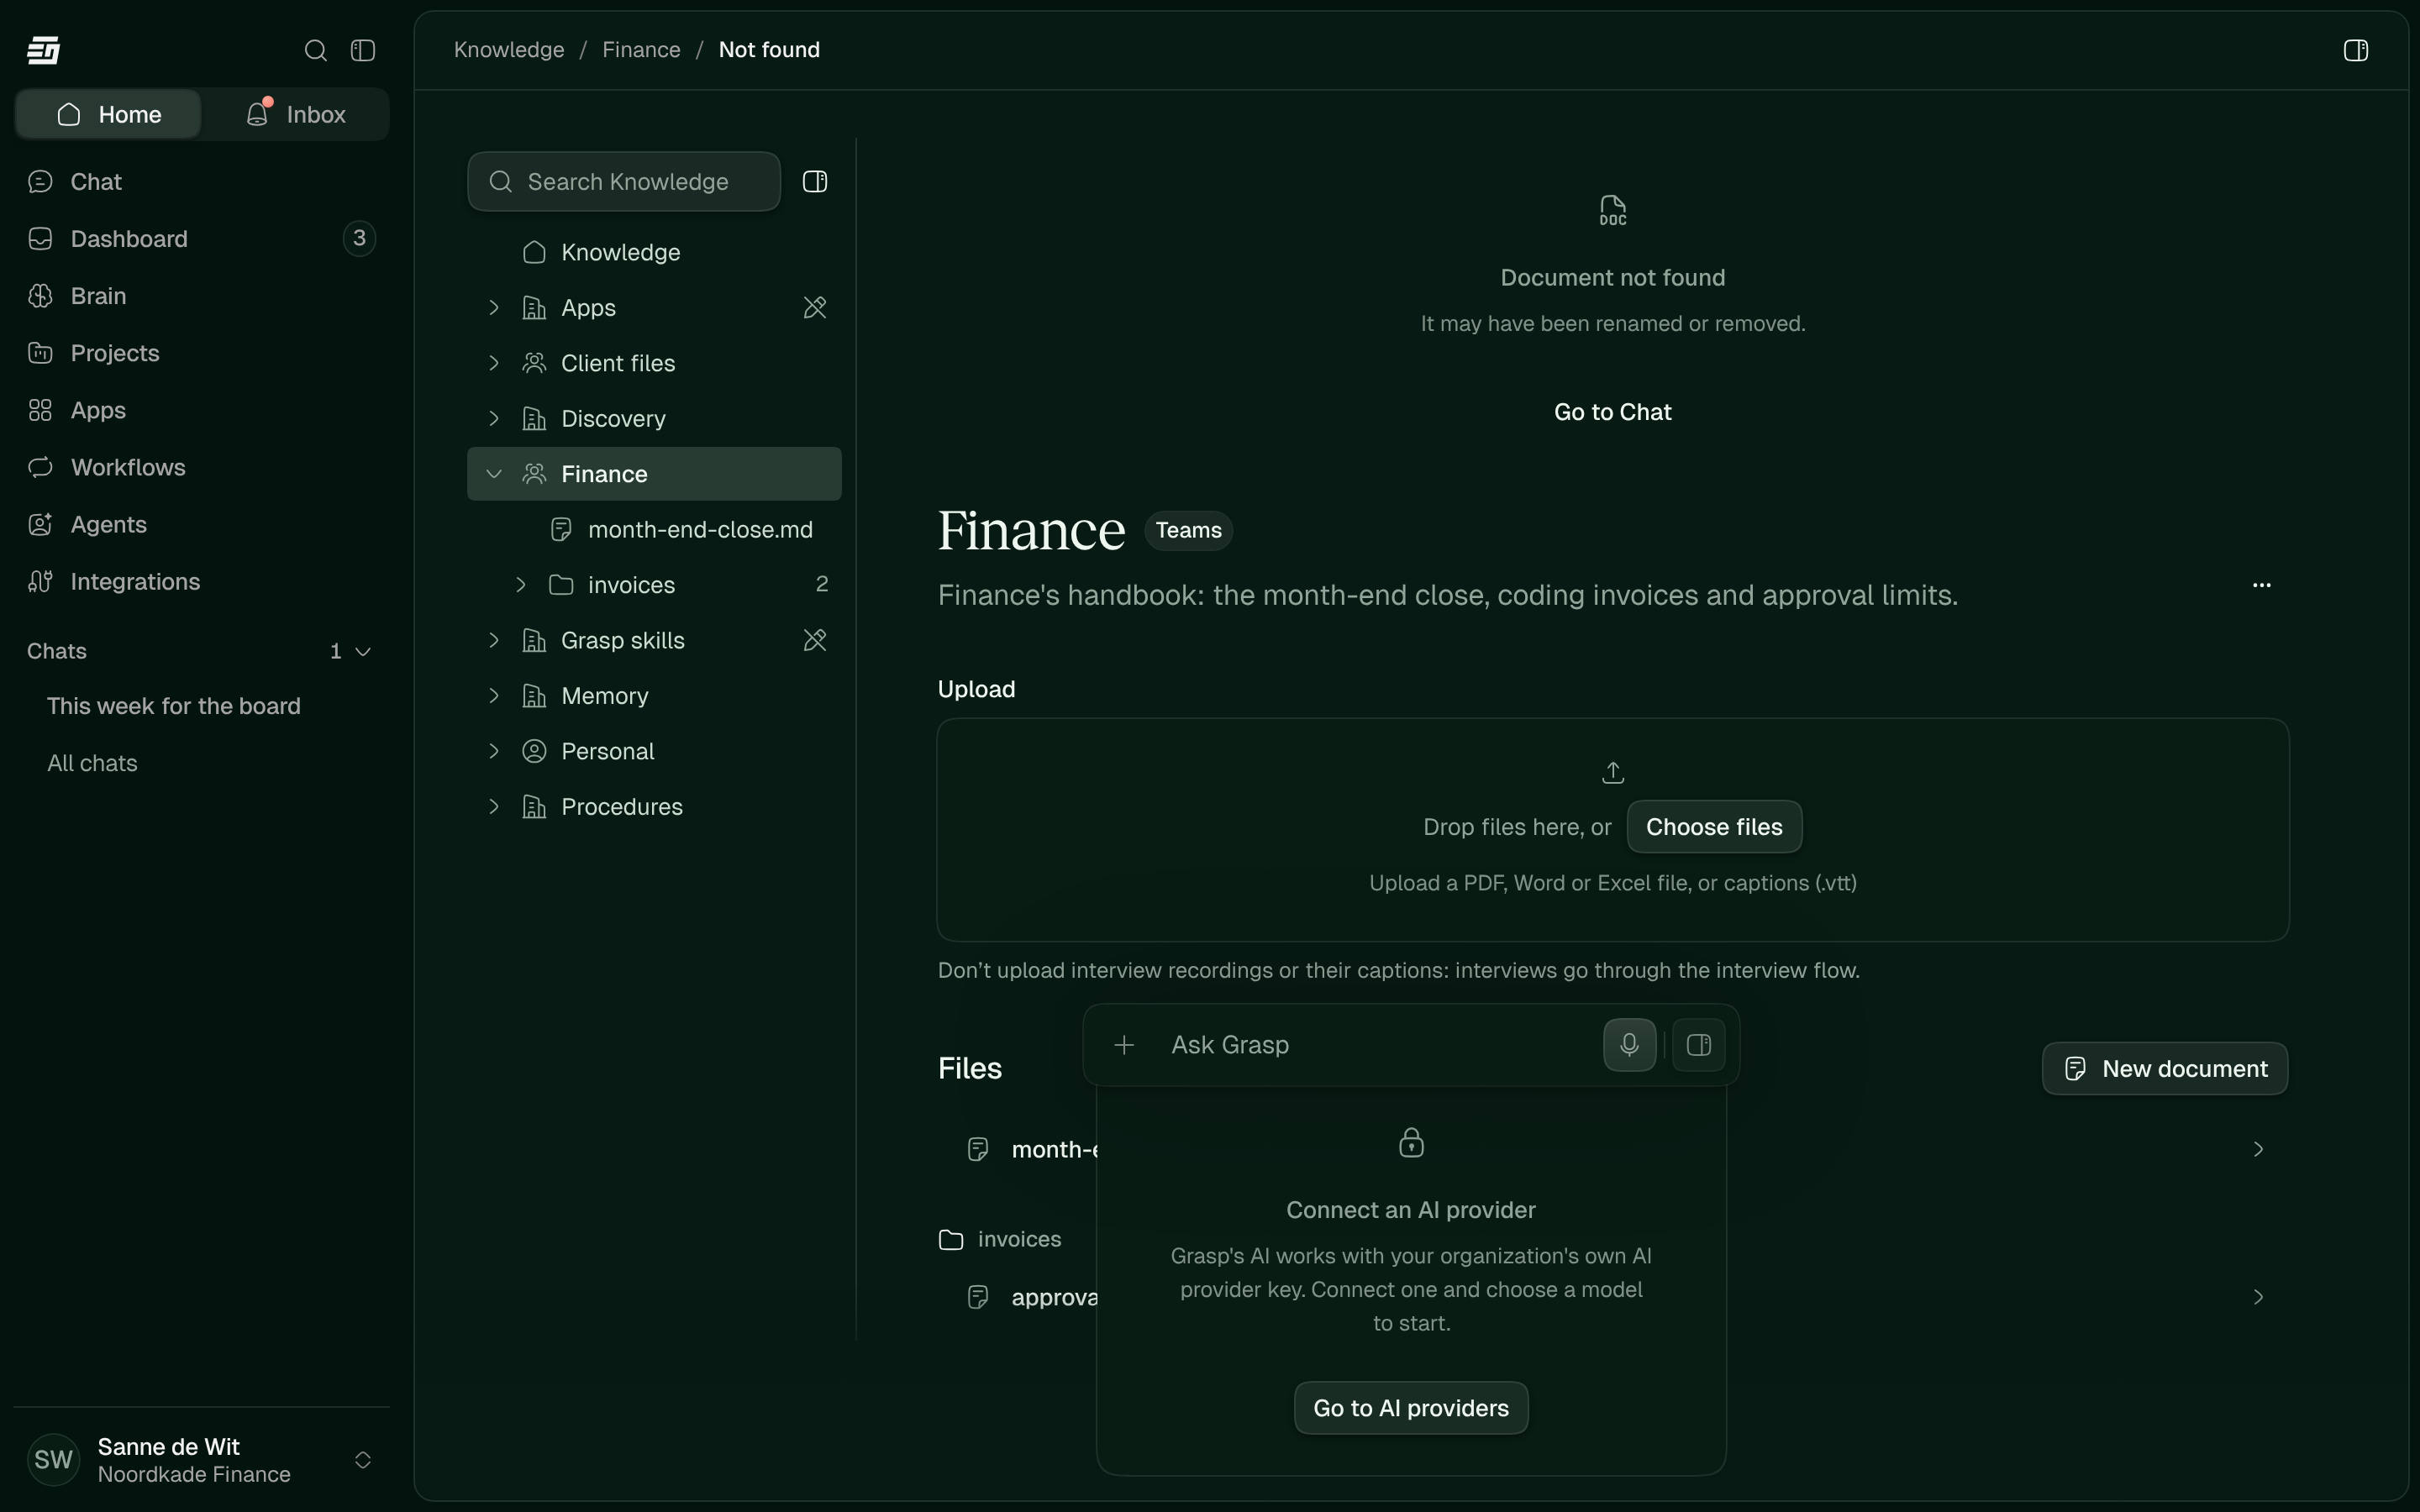 Home
Inbox
Chat
Dashboard
3
Brain
Projects
Apps
Workflows
Agents
Integrations
Chats
1
This week for the board
All chats
SW
Sanne de Wit
Noordkade Finance
Knowledge / Finance / Not found
Search Knowledge
Knowledge
Apps
Client files
Discovery
Finance
month-end-close.md
invoices
2
Grasp skills
Memory
Personal
Procedures
DOC
Document not found
It may have been renamed or removed.
Go to Chat
Finance
Teams
Finance's handbook: the month-end close, coding invoices and approval limits.
Upload
Drop files here, or
Choose files
Upload a PDF, Word or Excel file, or captions (.vtt)
Don’t upload interview recordings or their captions: interviews go through the interview flow.
Files
New document
month-e
invoices
approva
Ask Grasp
Connect an AI provider
Grasp's AI works with your organization's own AI
provider key. Connect one and choose a model
to start.
Go to AI providers